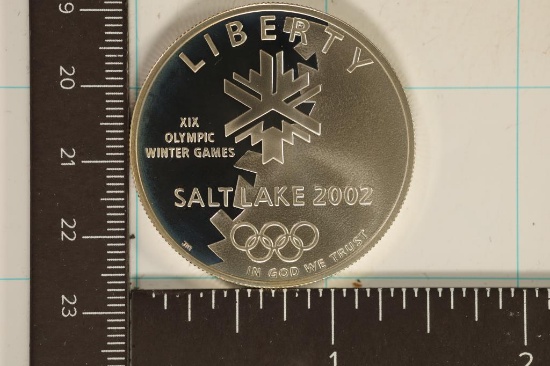 LIBERTY
XIX
OLYMPIC
WINTER GAMES
SALT LAKE 2002
IN GOD WE TRUST
19
20
21
22
23
1
2